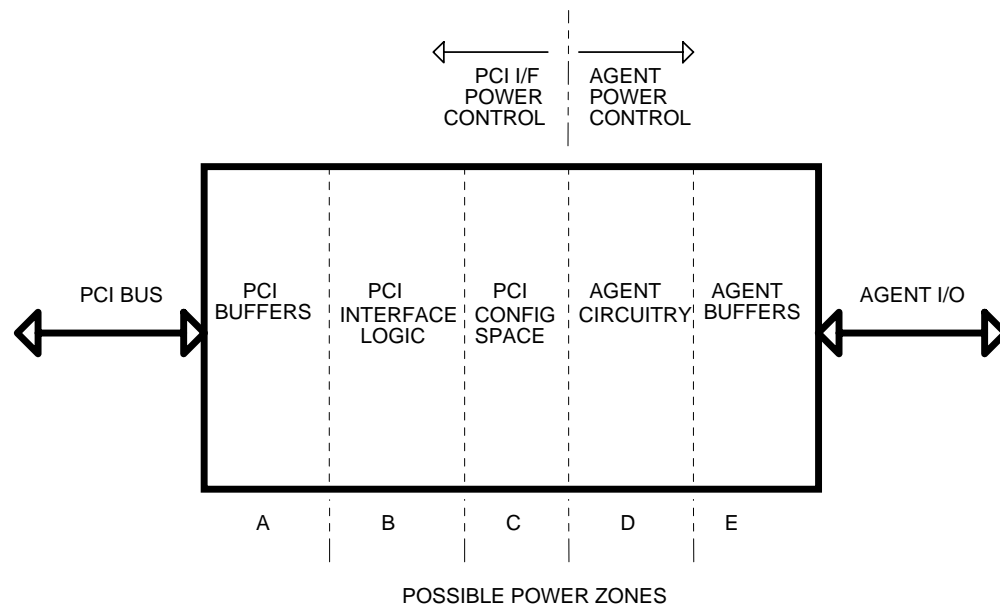 PCI I/F
POWER
CONTROL
AGENT
POWER
CONTROL
PCI BUS
PCI
BUFFERS
PCI
INTERFACE
LOGIC
PCI
CONFIG
SPACE
AGENT
CIRCUITRY
AGENT
BUFFERS
AGENT I/O
A
B
C
D
E
POSSIBLE POWER ZONES